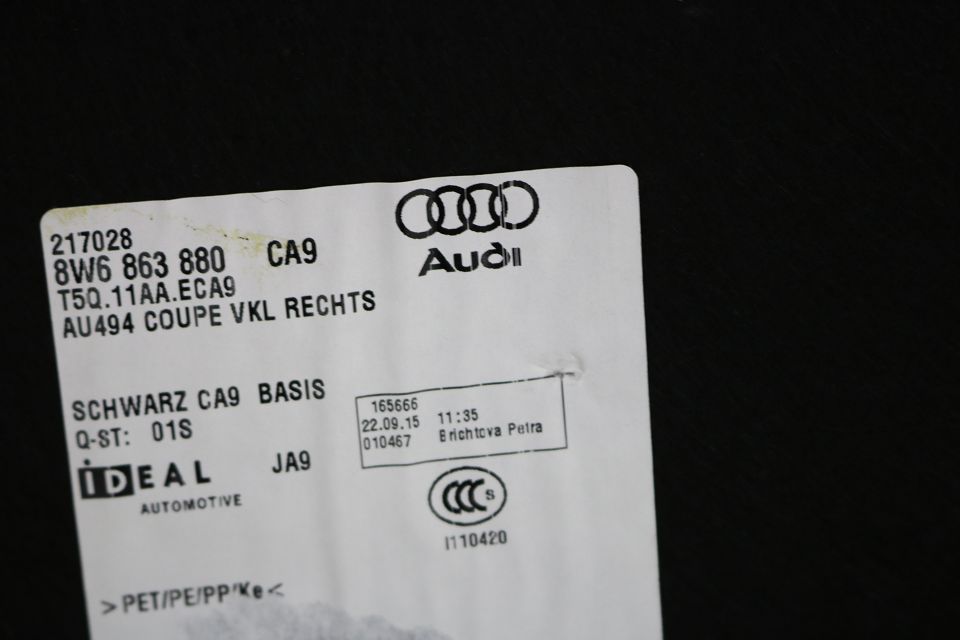 217028
8W6 863 880 CA9
T5Q.11AA.ECA9
AU494 COUPE VKL RECHTS
Audi
SCHWARZ CA9 BASIS
Q-ST: 01S
165666
22.09.15 11:35
010467 Brichtova Petra
IDEAL JA9
AUTOMOTIVE
CCC S
I110420
>PET/PE/PP/Ke<